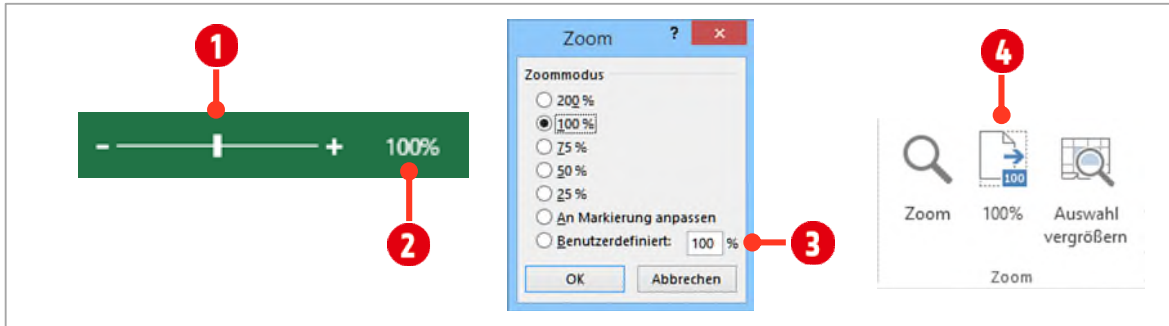 1
- + 100%
2
Zoom ? ×
Zoommodus
200 %
100 %
75 %
50 %
25 %
An Markierung anpassen
Benutzerdefiniert: 100 %
3
OK Abbrechen
4
100
Zoom 100% Auswahl
vergrößern
Zoom